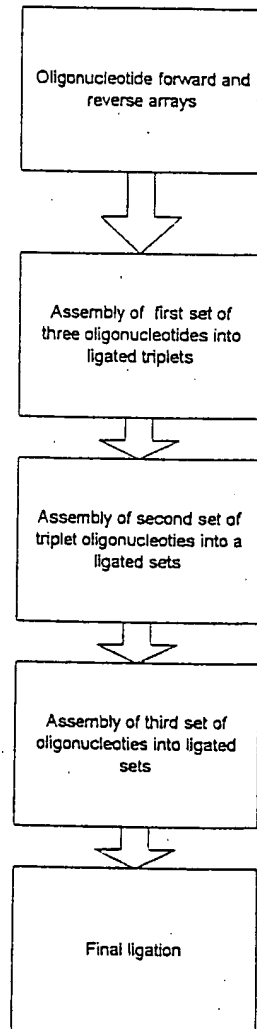 Oligonucleotide forward and
reverse arrays
Assembly of first set of
three oligonucleotides into
ligated triplets
Assembly of second set of
triplet oligonucleoties into a
ligated sets
Assembly of third set of
oligonucleoties into ligated
sets
Final ligation